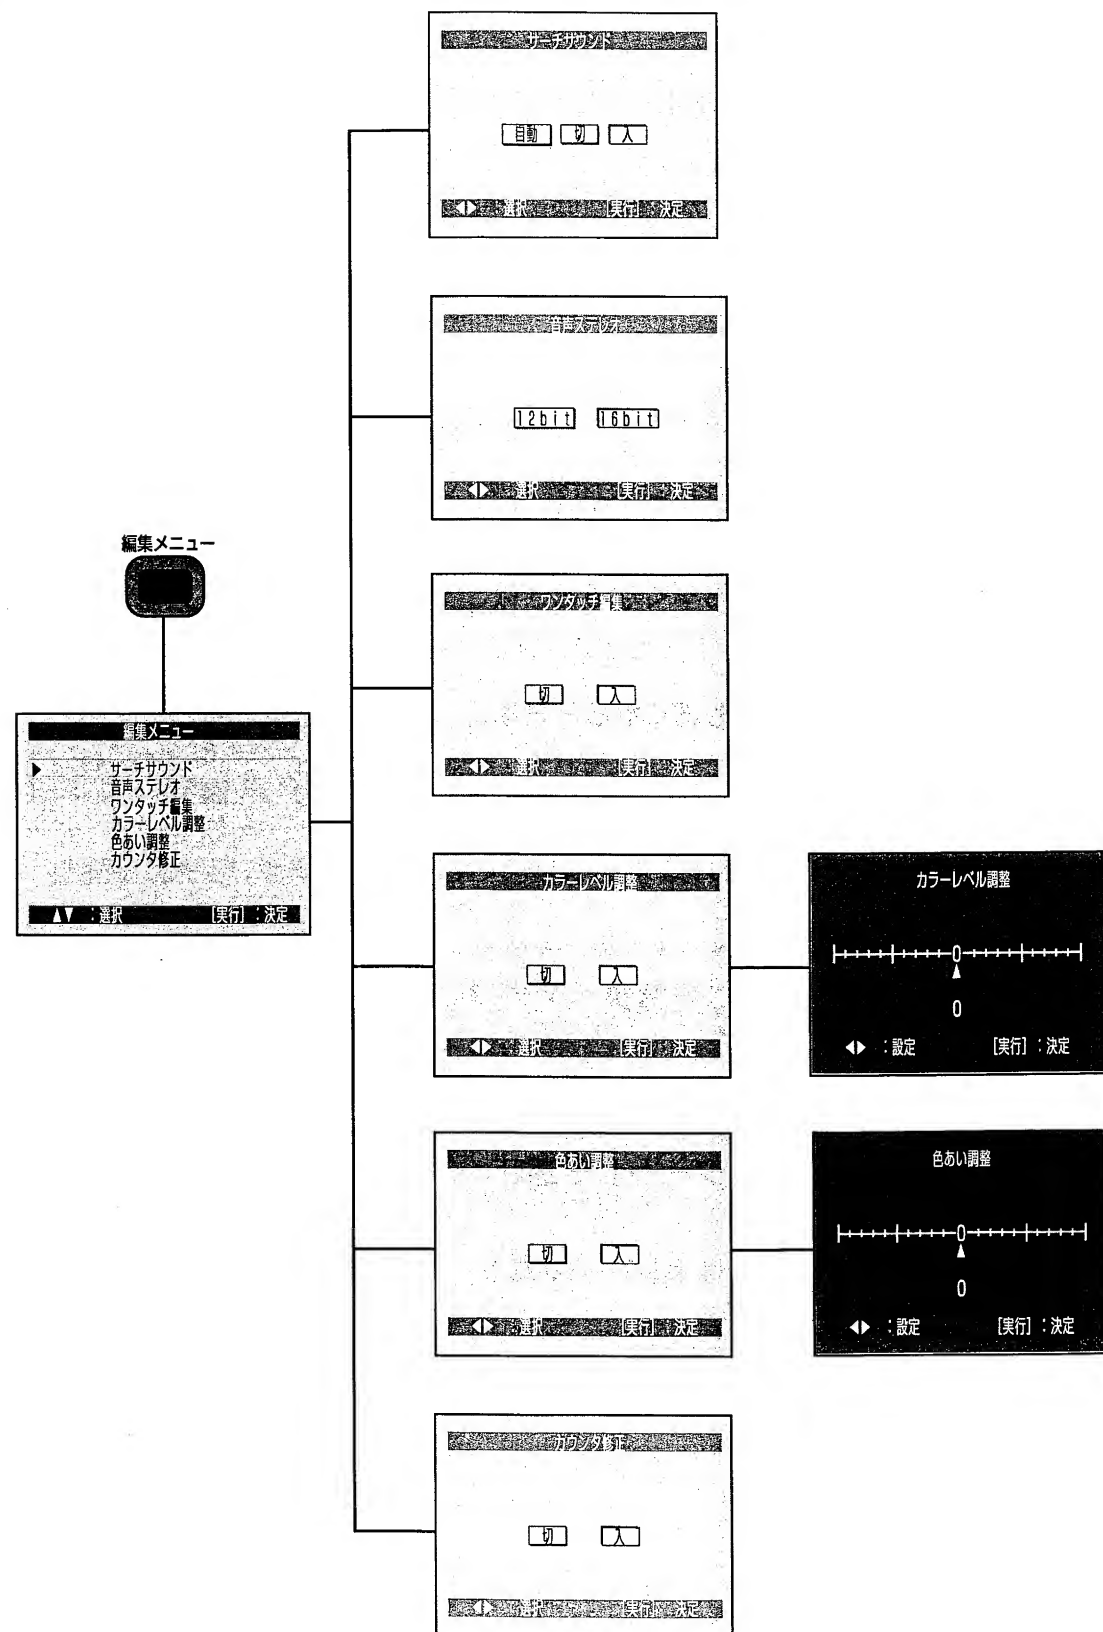 サーチサウンド
自動 切 入
◀▶ :選択 [実行] :決定
音声ステレオ
12bit 16bit
◀▶ :選択 [実行] :決定
編集メニュー
ワンタッチ編集
切 入
◀▶ :選択 [実行] :決定
編集メニュー
▶ サーチサウンド
音声ステレオ
ワンタッチ編集
カラーレベル調整
色あい調整
カウンタ修正
▲▼ :選択 [実行] :決定
カラーレベル調整
切 入
◀▶ :選択 [実行] :決定
カラーレベル調整
0
0
◀▶ :設定 [実行] :決定
色あい調整
切 入
◀▶ :選択 [実行] :決定
色あい調整
0
0
◀▶ :設定 [実行] :決定
カウンタ修正
切 入
◀▶ :選択 [実行] :決定